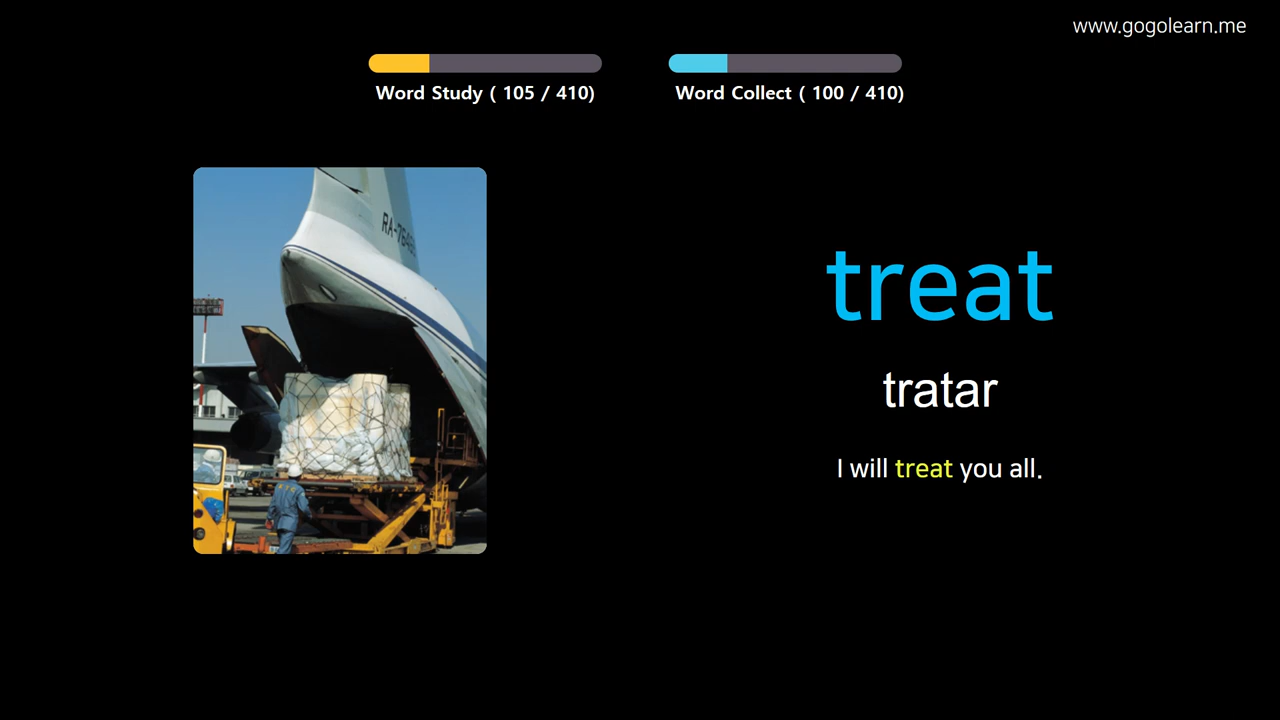 www.gogolearn.me
Word Study ( 105 / 410)
Word Collect ( 100 / 410)
treat
tratar
I will treat you all.